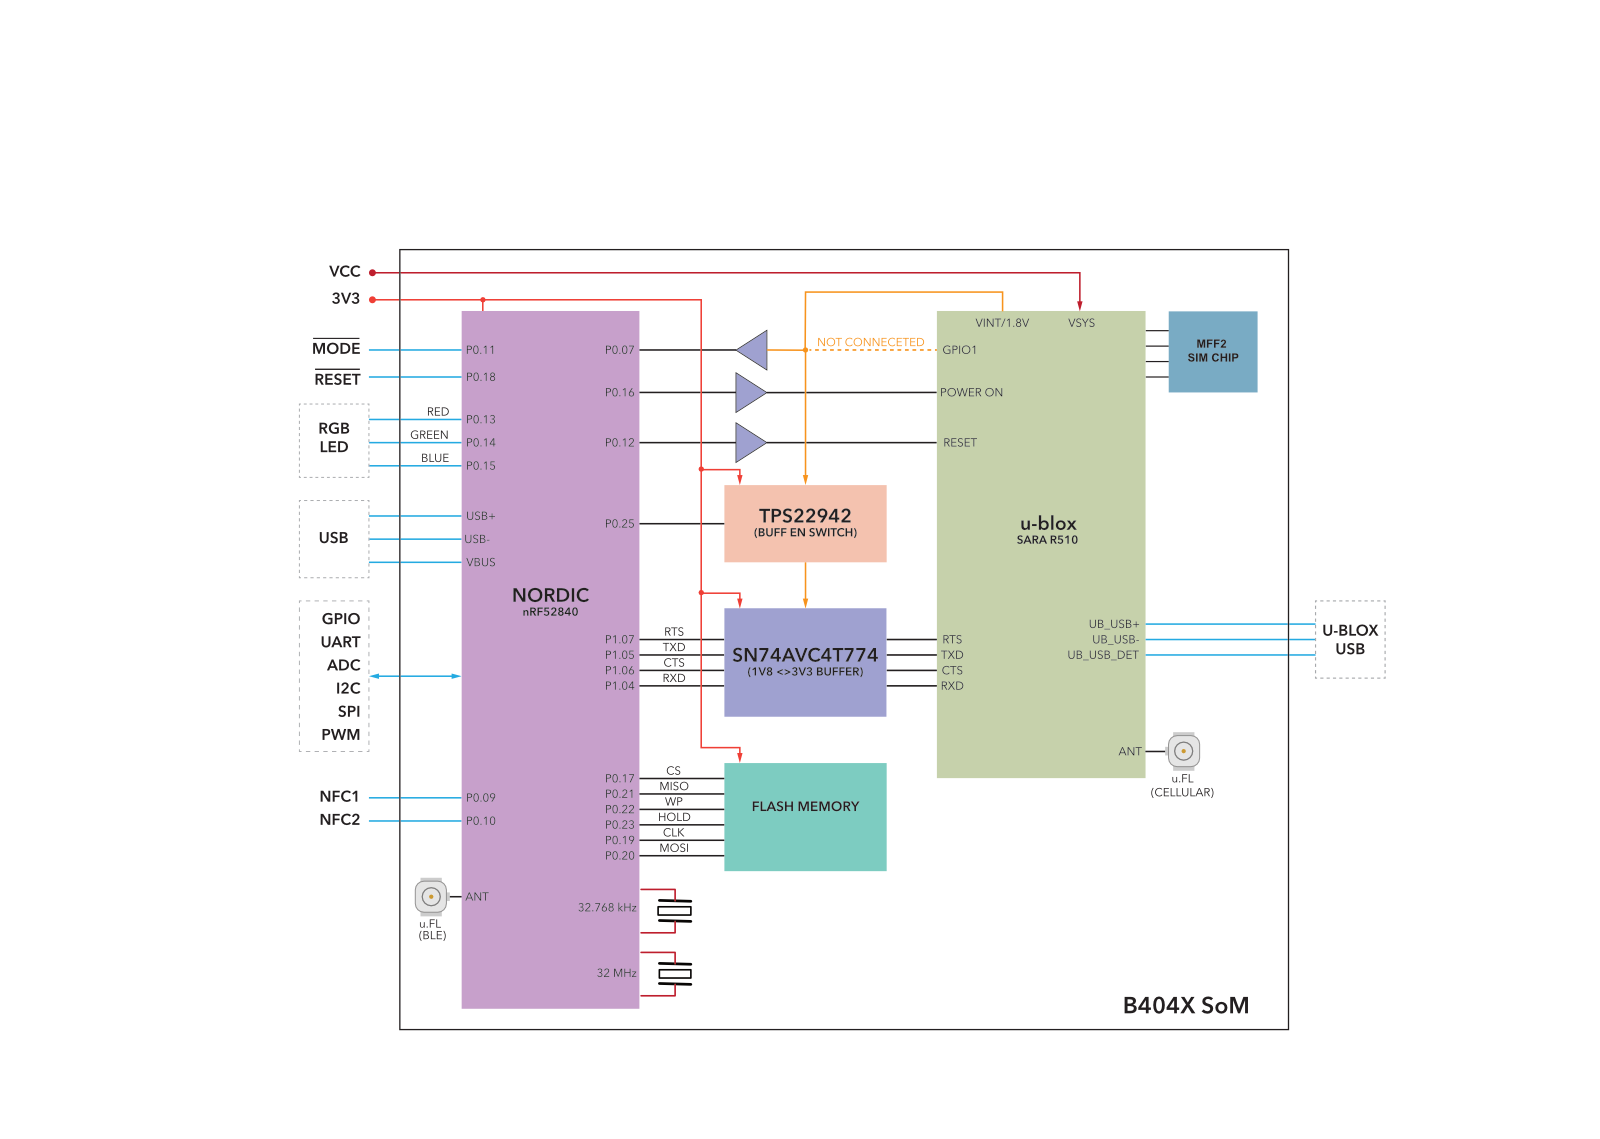 VCC
3V3
MODE
RESET
RGB
LED
RED
GREEN
BLUE
USB
GPIO
UART
ADC
I2C
SPI
PWM
NFC1
NFC2
u.FL
(BLE)
P0.11
P0.18
P0.13
P0.14
P0.15
USB+
USB-
VBUS
P0.09
P0.10
ANT
NORDIC
nRF52840
P0.07
P0.16
P0.12
P0.25
P1.07
P1.05
P1.06
P1.04
P0.17
P0.21
P0.22
P0.23
P0.19
P0.20
32.768 kHz
32 MHz
RTS
TXD
CTS
RXD
CS
MISO
WP
HOLD
CLK
MOSI
NOT CONNECETED
TPS22942
(BUFF EN SWITCH)
SN74AVC4T774
(1V8 <>3V3 BUFFER)
FLASH MEMORY
VINT/1.8V
VSYS
GPIO1
POWER ON
RESET
u-blox
SARA R510
RTS
TXD
CTS
RXD
UB_USB+
UB_USB-
UB_USB_DET
ANT
MFF2
SIM CHIP
U-BLOX
USB
u.FL
(CELLULAR)
B404X SoM